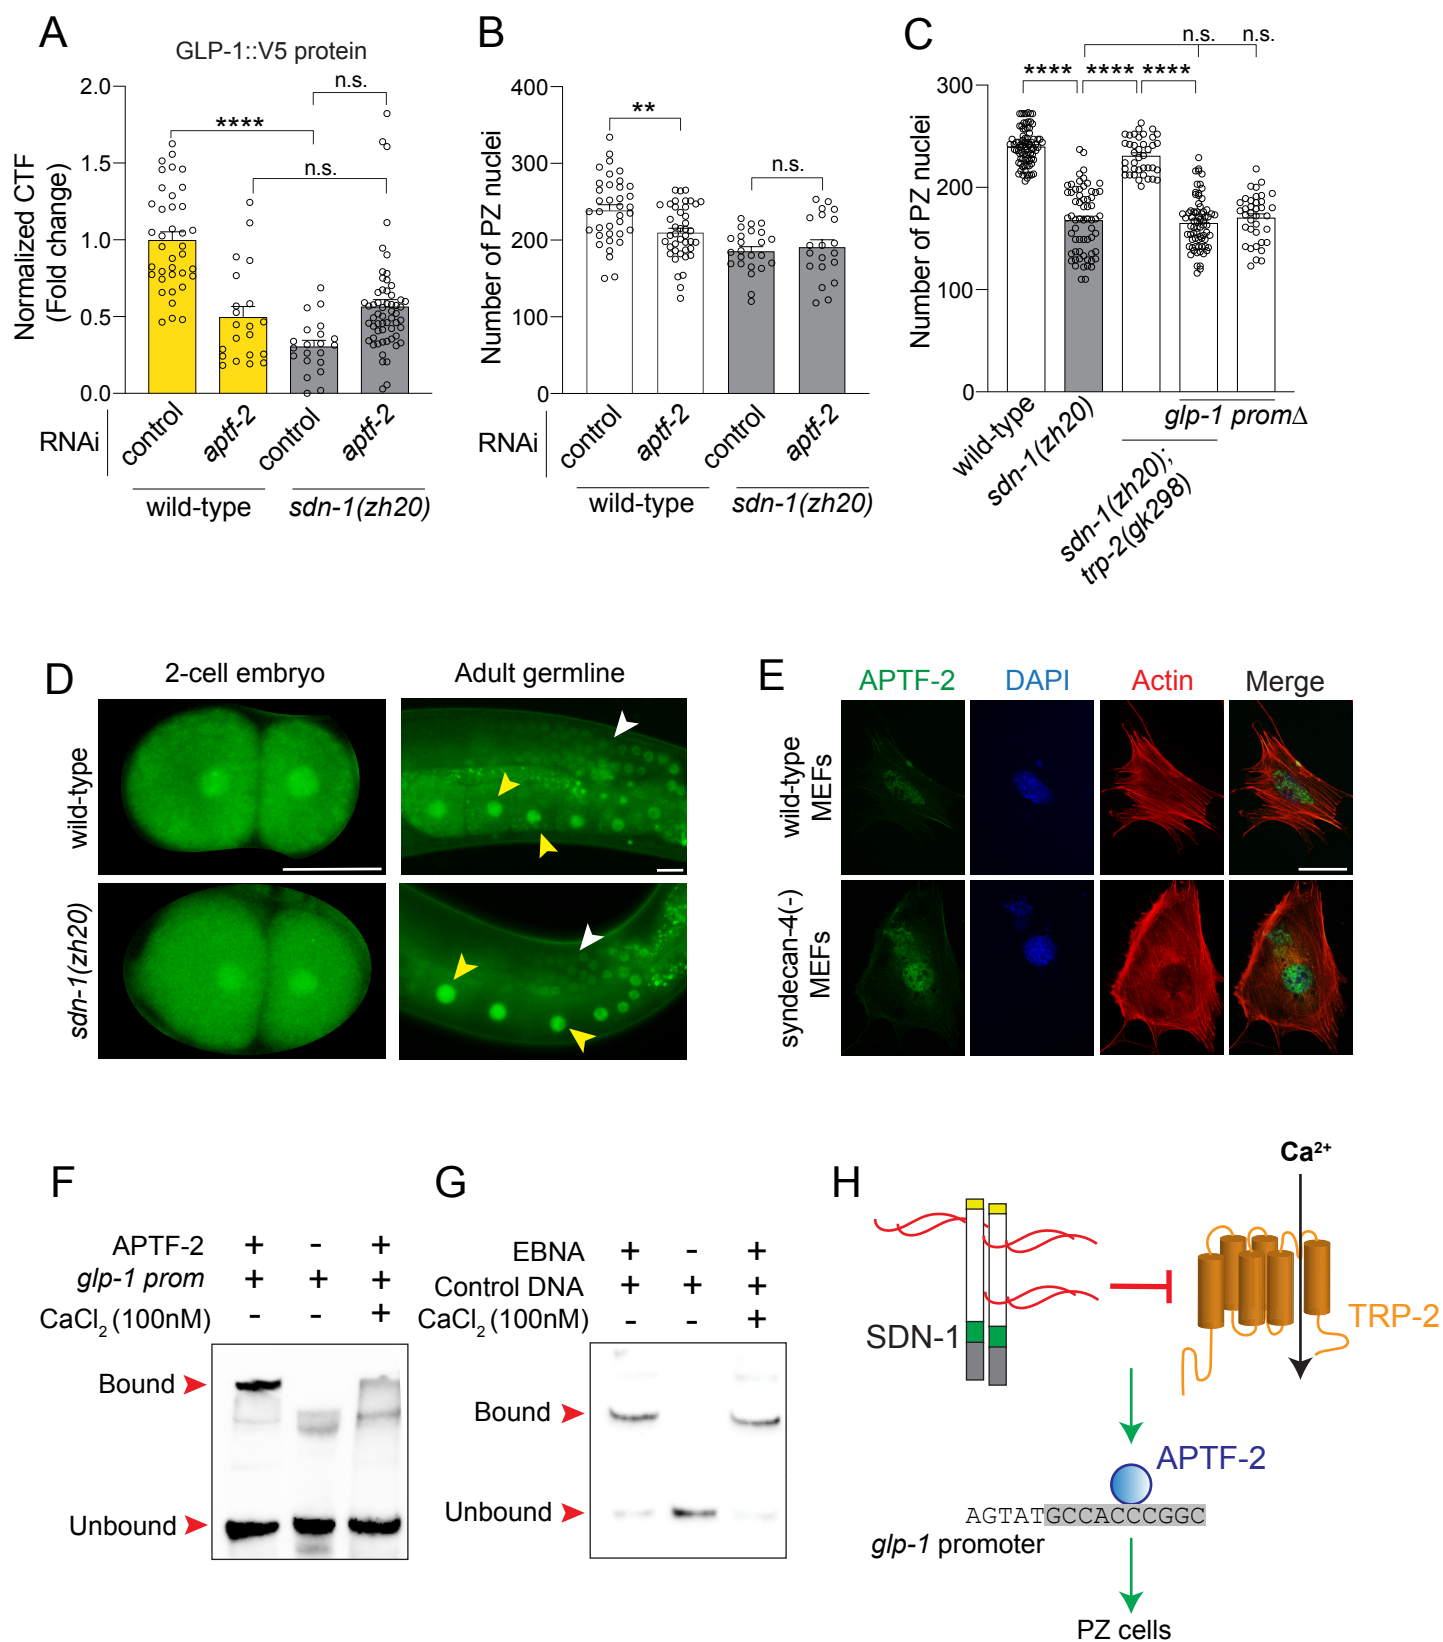 A
GLP-1::V5 protein
Normalized CTF
(Fold change)
2.0
1.5
1.0
0.5
0.0
n.s.
****
n.s.
RNAi
control
aptf-2
control
aptf-2
wild-type
sdn-1(zh20)
B
Number of PZ nuclei
400
300
200
100
0
**
n.s.
RNAi
control
aptf-2
control
aptf-2
wild-type
sdn-1(zh20)
C
Number of PZ nuclei
300
200
100
0
n.s.
n.s.
****
****
****
wild-type
sdn-1(zh20)
glp-1 promΔ
sdn-1(zh20);
trp-2(gk298)
D
2-cell embryo
Adult germline
wild-type
sdn-1(zh20)
E
APTF-2
DAPI
Actin
Merge
wild-type
MEFs
syndecan-4(-)
MEFs
F
APTF-2 + - +
glp-1 prom + + +
CaCl2 (100nM) - - +
Bound
Unbound
G
EBNA + - +
Control DNA + + +
CaCl2 (100nM) - - +
Bound
Unbound
H
Ca2+
SDN-1
TRP-2
APTF-2
AGTATGCCACCCGGC
glp-1 promoter
PZ cells